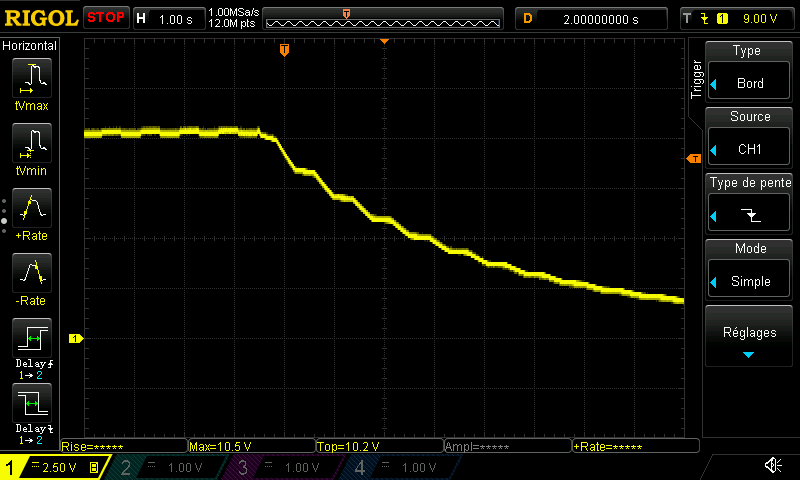 RIGOL STOP H 1.00 s 1.00MSa/s 12.0M pts T D 2.00000000 s T 1 9.00 V
Horizontal
tVmax
tVmin
+Rate
-Rate
Delay
1→2
Delay
1→2
T
T
1
Trigger
Type
Bord
Source
CH1
Type de pente
Mode
Simple
Réglages
Rise=***** Max=10.5 V Top=10.2 V Ampl=***** +Rate=*****
1 2.50 V B 2 1.00 V 3 1.00 V 4 1.00 V